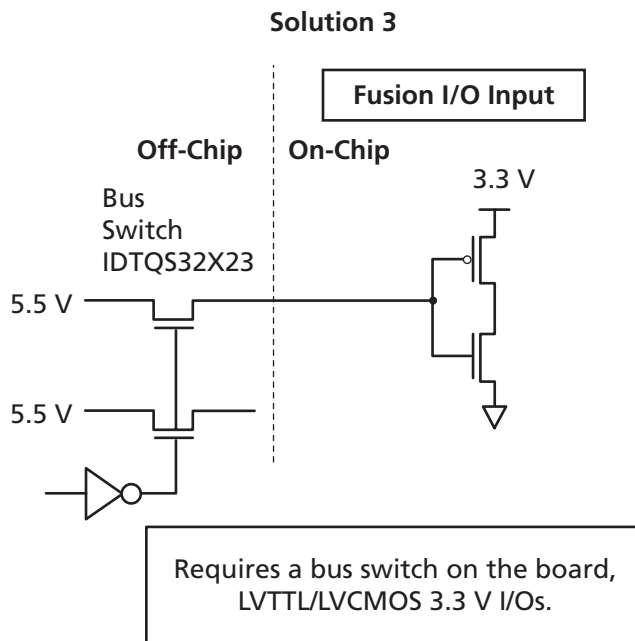 Solution 3
Fusion I/O Input
Off-Chip
On-Chip
3.3 V
Bus
Switch
IDTQS32X23
5.5 V
5.5 V
Requires a bus switch on the board,
LVTTL/LVCMOS 3.3 V I/Os.